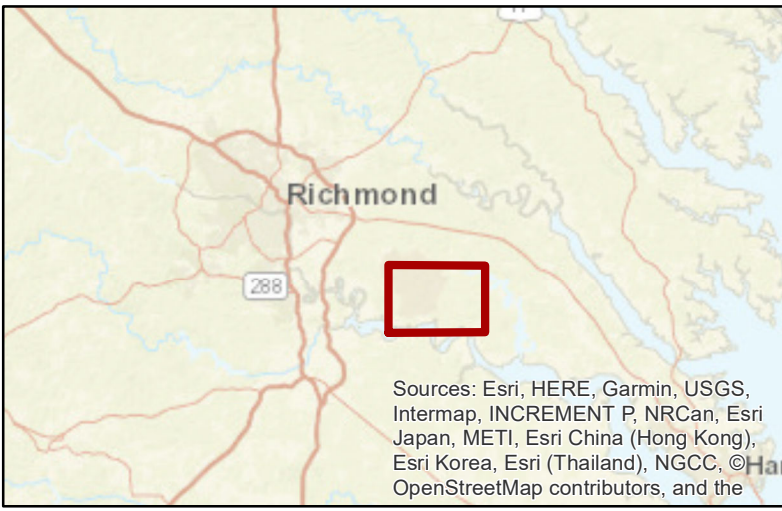 Richmond
288
Sources: Esri, HERE, Garmin, USGS,
Intermap, INCREMENT P, NRCan, Esri
Japan, METI, Esri China (Hong Kong),
Esri Korea, Esri (Thailand), NGCC, ©
OpenStreetMap contributors, and the